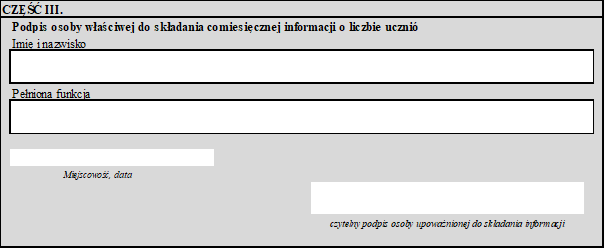 CZĘŚĆ III.
Podpis osoby właściwej do składania comiesięcznej informacji o liczbie ucznió
Imię i nazwisko
Pełniona funkcja
Miejscowość, data
czytelny podpis osoby upoważnionej do składania informacji